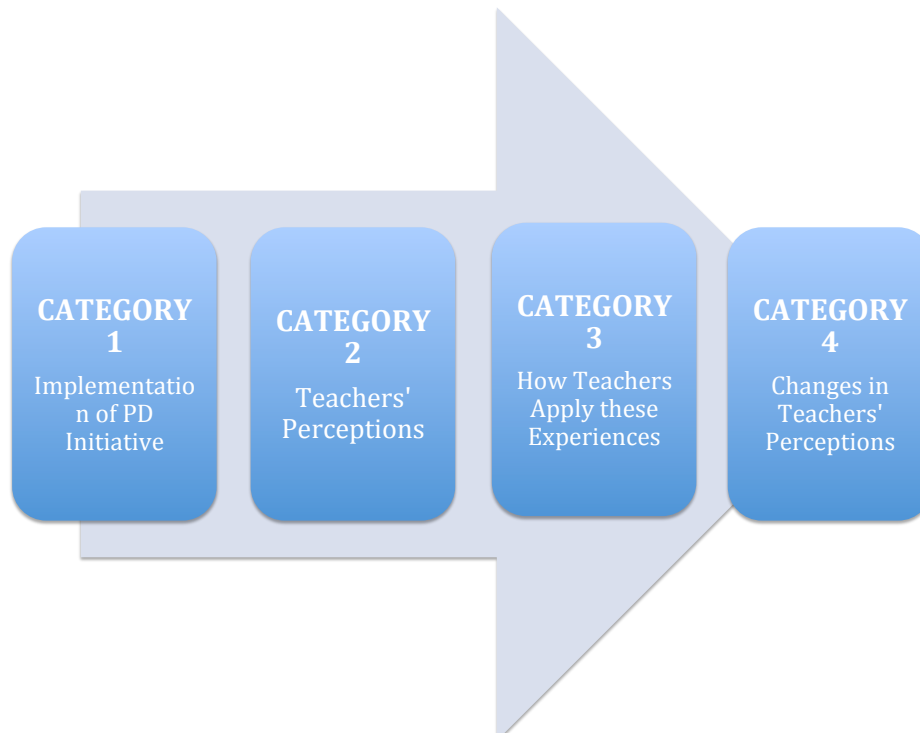 CATEGORY
1
Implementatio
n of PD
Initiative
CATEGORY
2
Teachers'
Perceptions
CATEGORY
3
How Teachers
Apply these
Experiences
CATEGORY
4
Changes in
Teachers'
Perceptions